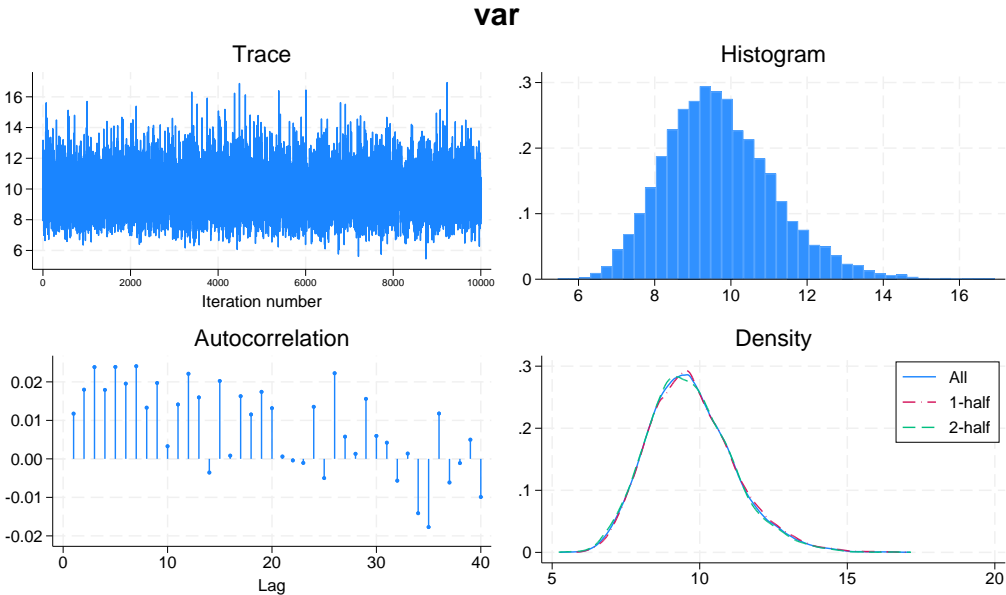 var
Trace
16
14
12
10
8
6
0 2000 4000 6000 8000 10000
Iteration number
Histogram
.3
.2
.1
0
6 8 10 12 14 16
Autocorrelation
0.02
0.01
0.00
-0.01
-0.02
0 10 20 30 40
Lag
Density
.3
.2
.1
0
5 10 15 20
All
1-half
2-half